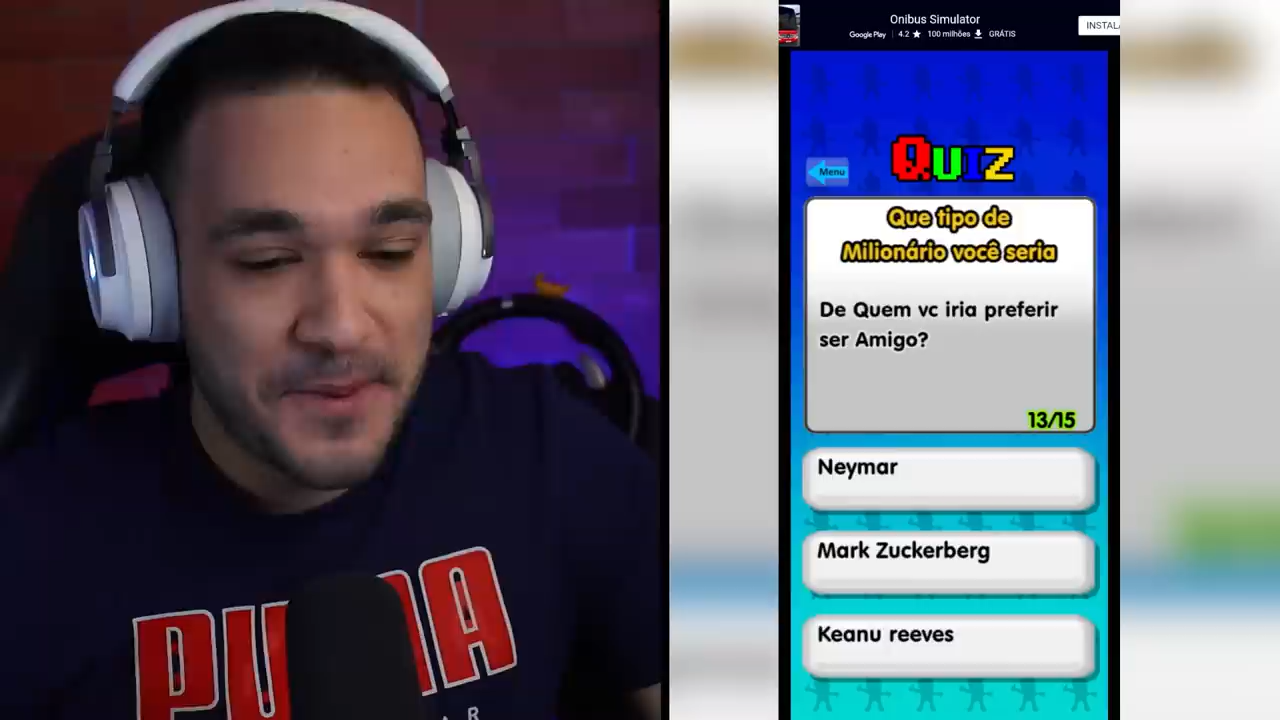 Onibus Simulator
Google Play 4.2 ★ 100 milhões GRÁTIS
INSTALA
Menu
QUIZ
Que tipo de
Milionário você seria
De Quem vc iria preferir
ser Amigo?
13/15
Neymar
Mark Zuckerberg
Keanu reeves
PUMA